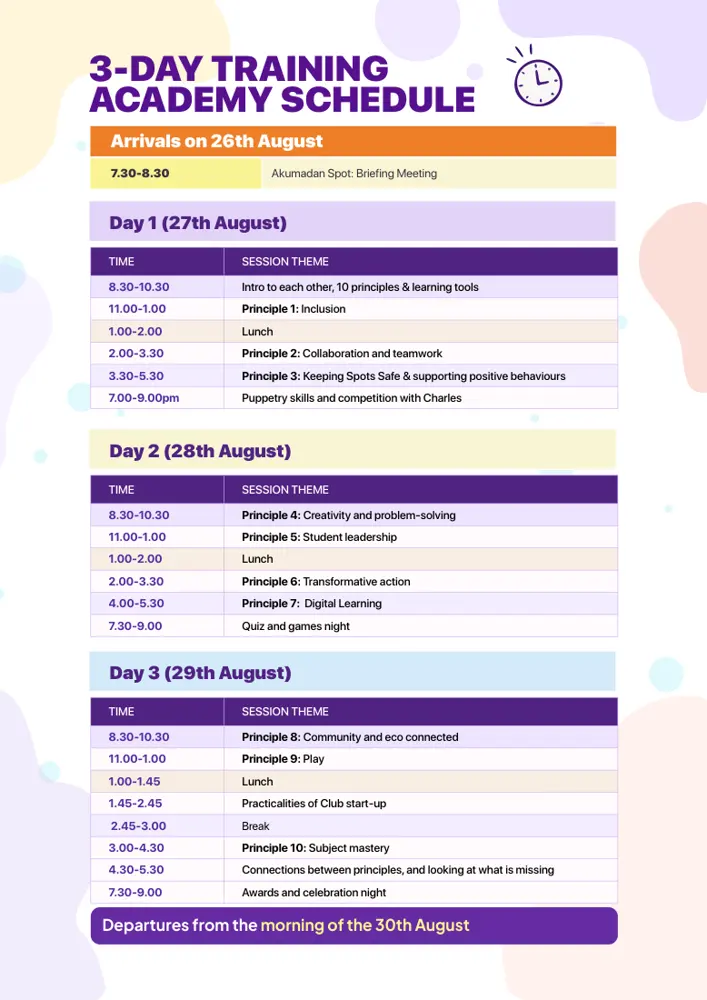 3-DAY TRAINING
ACADEMY SCHEDULE
Arrivals on 26th August
7.30-8.30 Akumadan Spot: Briefing Meeting
Day 1 (27th August)
TIME SESSION THEME
8.30-10.30 Intro to each other, 10 principles & learning tools
11.00-1.00 Principle 1: Inclusion
1.00-2.00 Lunch
2.00-3.30 Principle 2: Collaboration and teamwork
3.30-5.30 Principle 3: Keeping Spots Safe & supporting positive behaviours
7.00-9.00pm Puppetry skills and competition with Charles
Day 2 (28th August)
TIME SESSION THEME
8.30-10.30 Principle 4: Creativity and problem-solving
11.00-1.00 Principle 5: Student leadership
1.00-2.00 Lunch
2.00-3.30 Principle 6: Transformative action
4.00-5.30 Principle 7: Digital Learning
7.30-9.00 Quiz and games night
Day 3 (29th August)
TIME SESSION THEME
8.30-10.30 Principle 8: Community and eco connected
11.00-1.00 Principle 9: Play
1.00-1.45 Lunch
1.45-2.45 Practicalities of Club start-up
2.45-3.00 Break
3.00-4.30 Principle 10: Subject mastery
4.30-5.30 Connections between principles, and looking at what is missing
7.30-9.00 Awards and celebration night
Departures from the morning of the 30th August